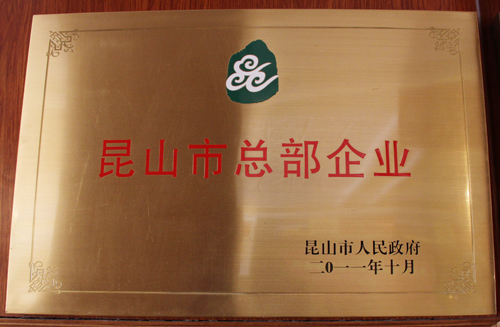 昆山市总部企业
昆山市人民政府
二0一一年十月